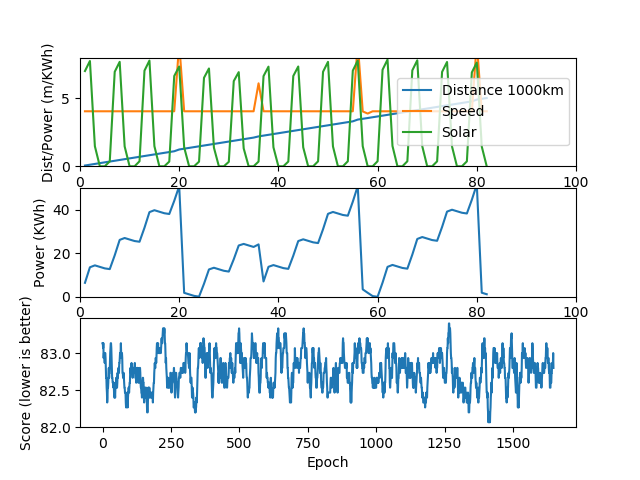 Dist/Power (m/KWh)
5
0
Distance 1000km
Speed
Solar
0 20 40 60 80 100
Power (KWh)
40
20
0
0 20 40 60 80 100
Score (lower is better)
83.0
82.5
82.0
0 250 500 750 1000 1250 1500
Epoch